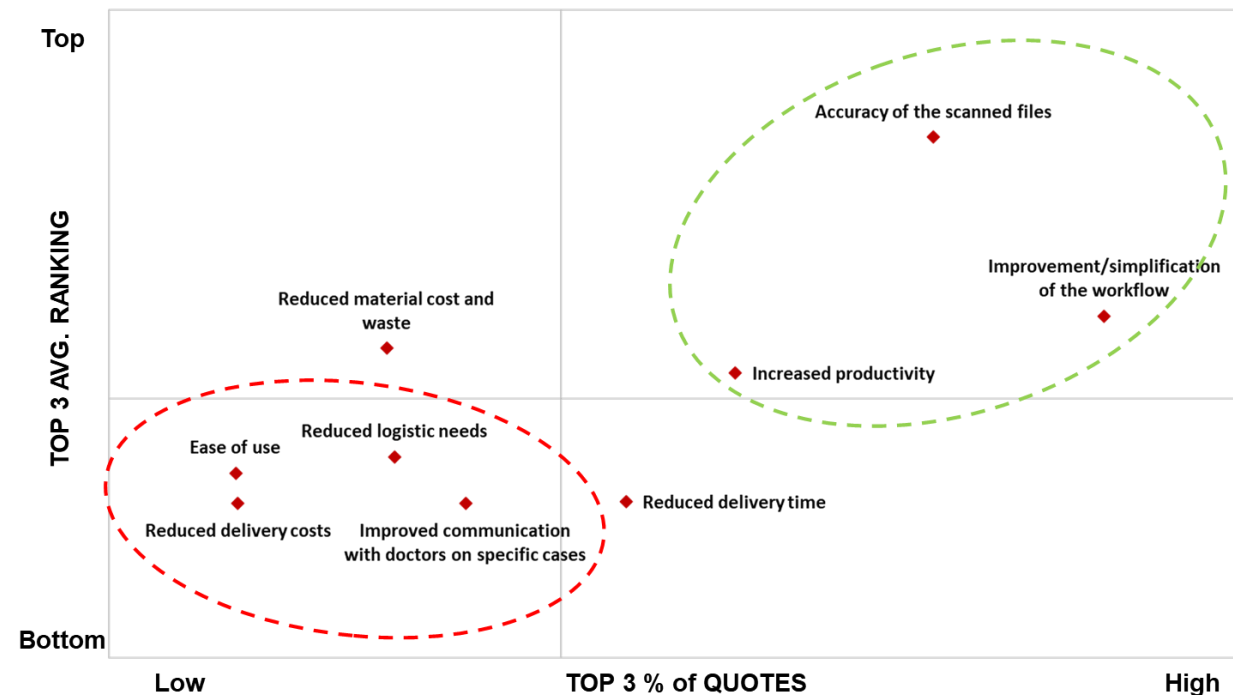 Top
Accuracy of the scanned files
TOP 3 AVG. RANKING
Improvement/simplification
of the workflow
Reduced material cost and
waste
Increased productivity
Reduced logistic needs
Ease of use
Reduced delivery time
Reduced delivery costs
Improved communication
with doctors on specific cases
Bottom
Low
TOP 3 % of QUOTES
High